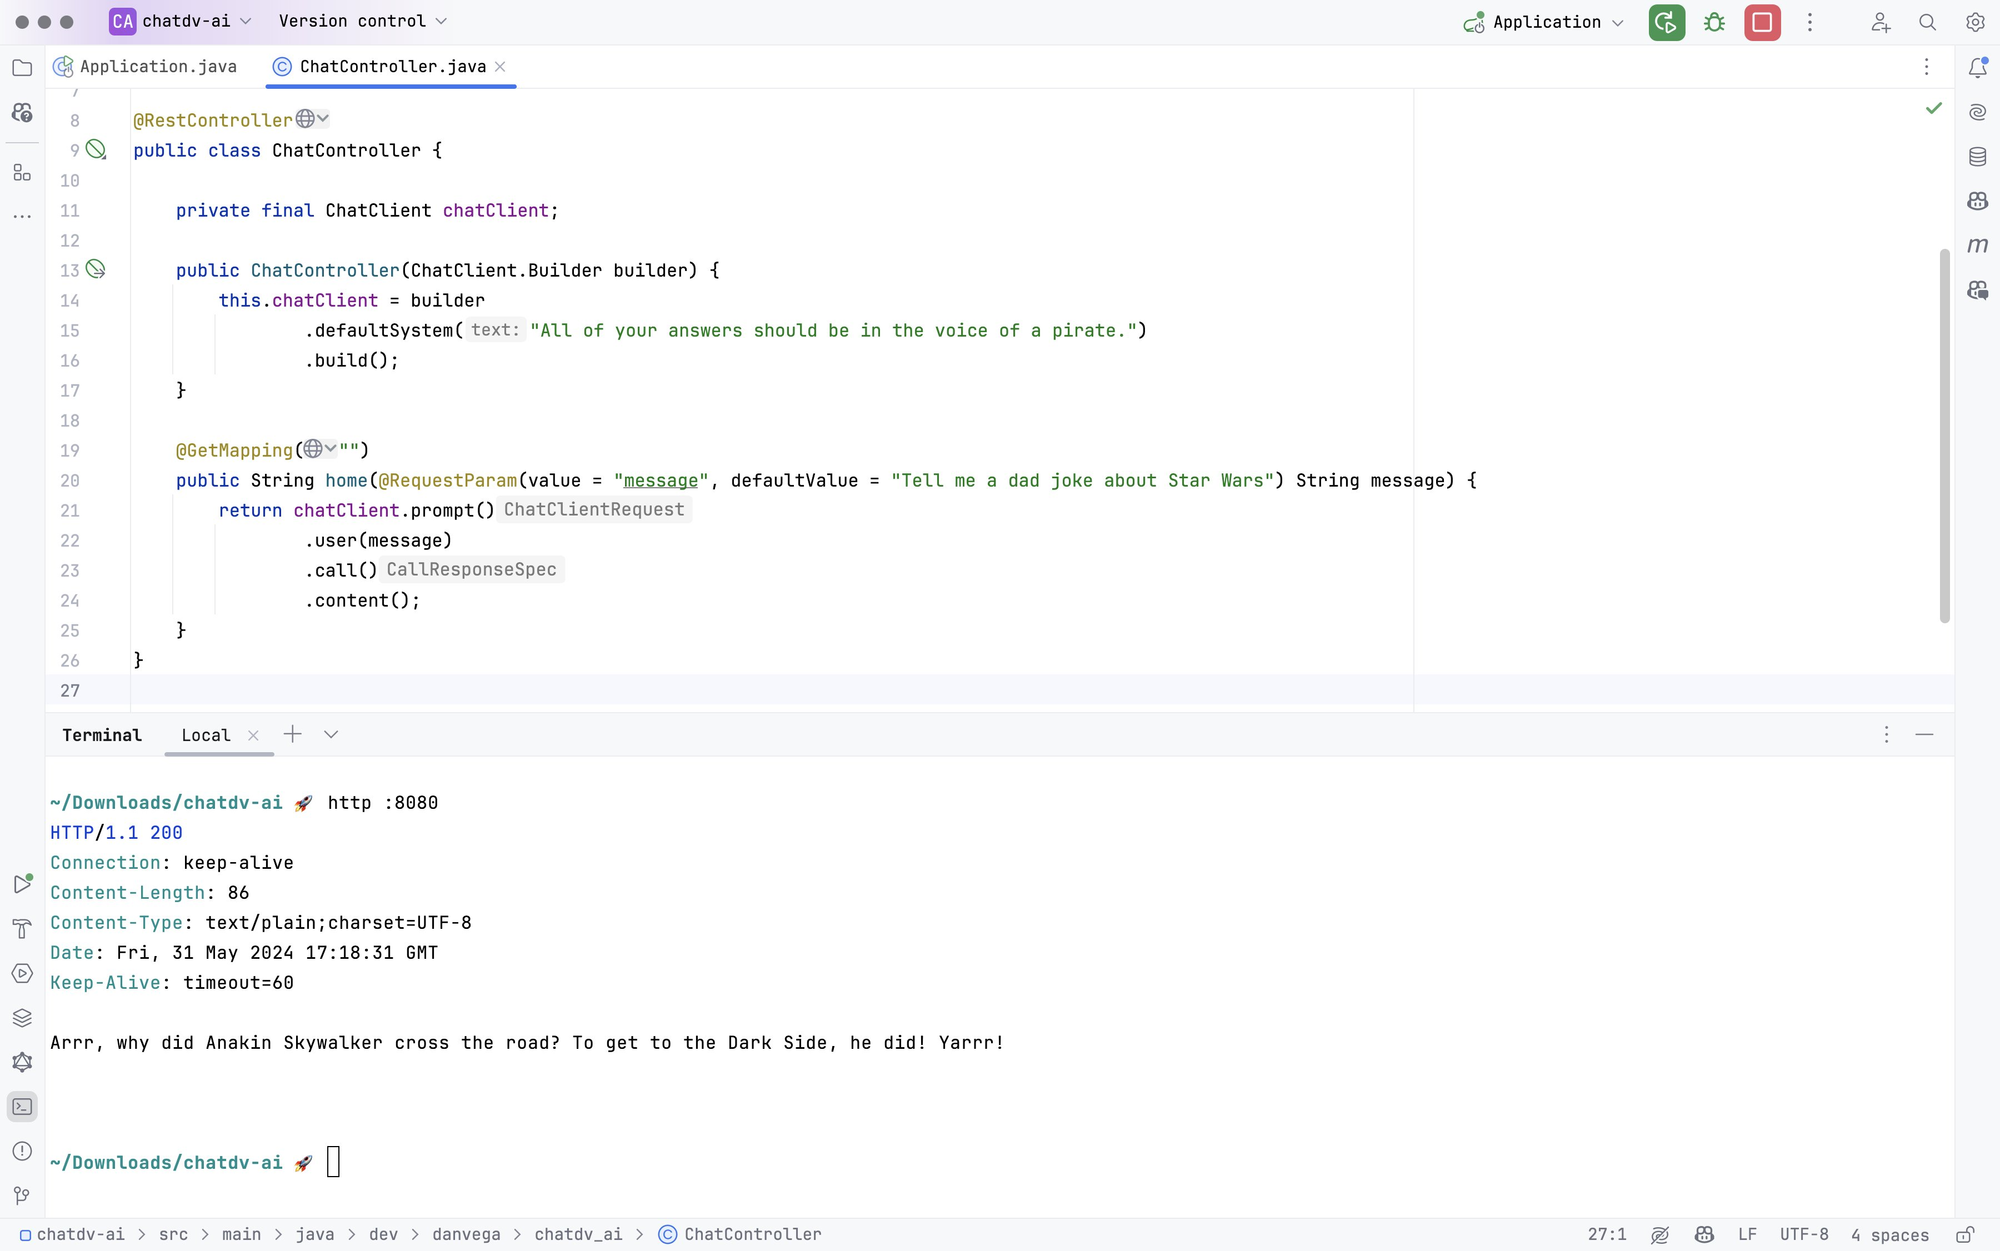 CA chatdv-ai Version control Application
Application.java ChatController.java
7
8 @RestController
9 public class ChatController {
10
11 private final ChatClient chatClient;
12
13 public ChatController(ChatClient.Builder builder) {
14 this.chatClient = builder
15 .defaultSystem( text: "All of your answers should be in the voice of a pirate.")
16 .build();
17 }
18
19 @GetMapping("")
20 public String home(@RequestParam(value = "message", defaultValue = "Tell me a dad joke about Star Wars") String message) {
21 return chatClient.prompt() ChatClientRequest
22 .user(message)
23 .call() CallResponseSpec
24 .content();
25 }
26 }
27
Terminal Local
~/Downloads/chatdv-ai 🚀 http :8080
HTTP/1.1 200
Connection: keep-alive
Content-Length: 86
Content-Type: text/plain;charset=UTF-8
Date: Fri, 31 May 2024 17:18:31 GMT
Keep-Alive: timeout=60
Arrr, why did Anakin Skywalker cross the road? To get to the Dark Side, he did! Yarrr!
~/Downloads/chatdv-ai 🚀
chatdv-ai > src > main > java > dev > danvega > chatdv_ai > ChatController 27:1 LF UTF-8 4 spaces